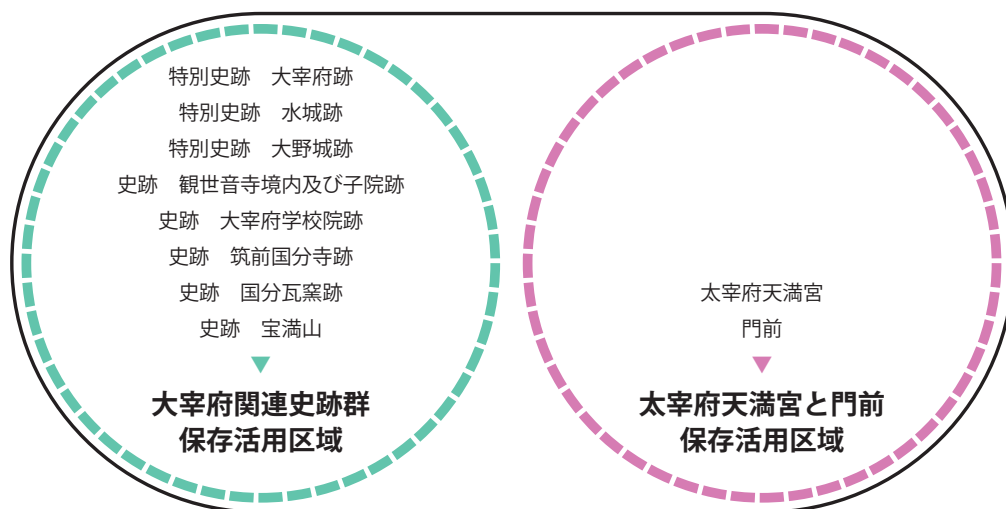 特別史跡　大宰府跡
特別史跡　水城跡
特別史跡　大野城跡
史跡　観世音寺境内及び子院跡
史跡　大宰府学校院跡
史跡　筑前国分寺跡
史跡　国分瓦窯跡
史跡　宝満山
大宰府関連史跡群
保存活用区域
太宰府天満宮
門前
太宰府天満宮と門前
保存活用区域